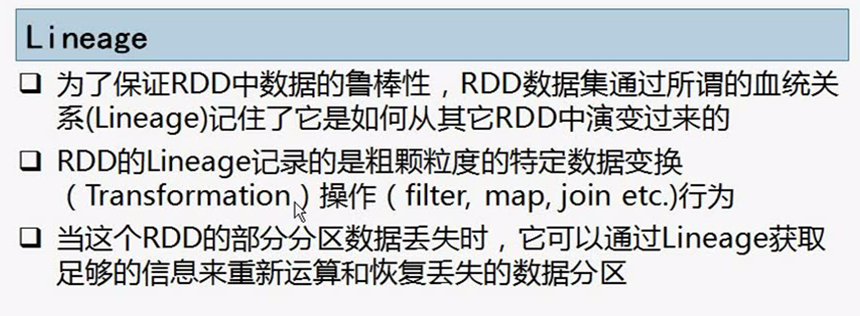 Lineage
为了保证RDD中数据的鲁棒性，RDD数据集通过所谓的血统关
系(Lineage)记住了它是如何从其它RDD中演变过来的
RDD的Lineage记录的是粗颗粒度的特定数据变换
（Transformation）操作（filter, map, join etc.)行为
当这个RDD的部分分区数据丢失时，它可以通过Lineage获取
足够的信息来重新运算和恢复丢失的数据分区